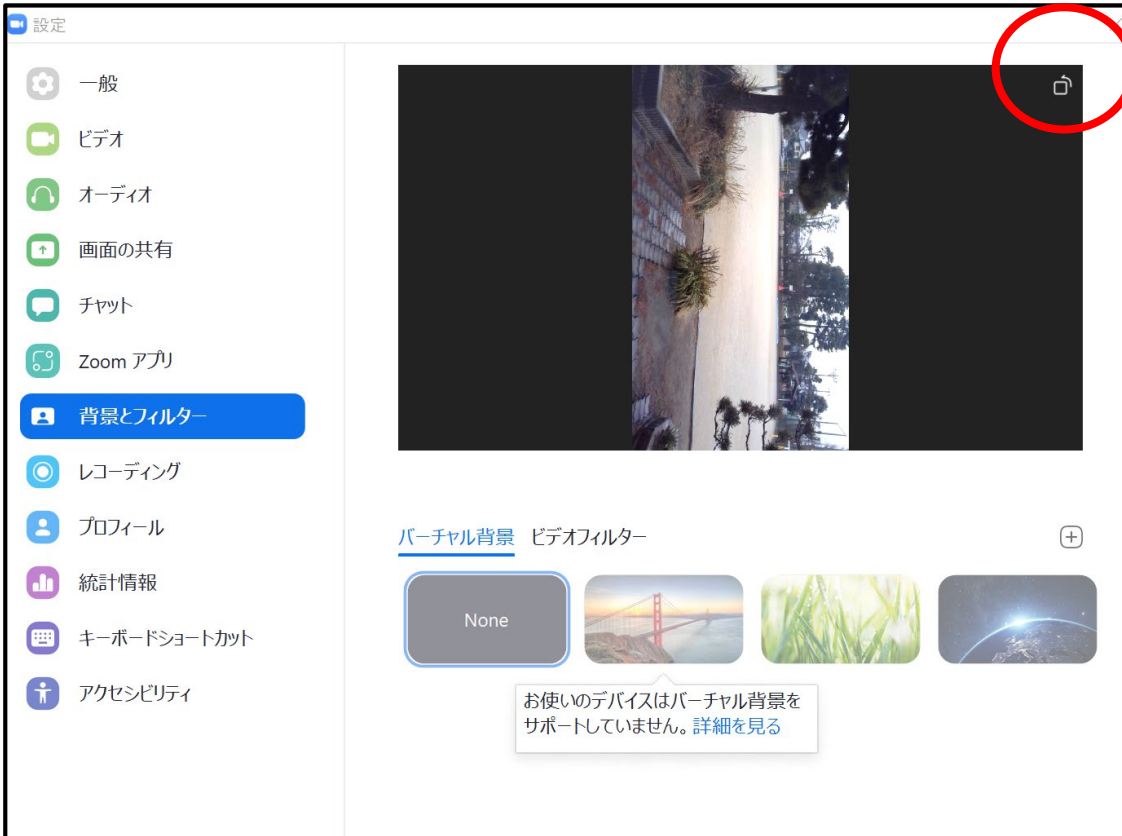 設定
一般
ビデオ
オーディオ
画面の共有
チャット
Zoom アプリ
背景とフィルター
レコーディング
プロフィール
統計情報
キーボードショートカット
アクセシビリティ
バーチャル背景 ビデオフィルター
None
お使いのデバイスはバーチャル背景を
サポートしていません。詳細を見る